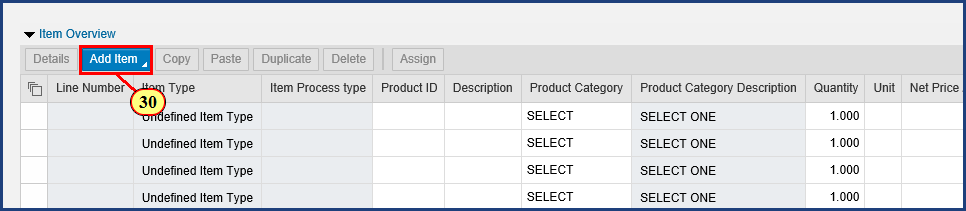 Item Overview
Details Add Item Copy Paste Duplicate Delete Assign
Line Number Item Type Item Process type Product ID Description Product Category Product Category Description Quantity Unit Net Price
30
Undefined Item Type SELECT SELECT ONE 1.000
Undefined Item Type SELECT SELECT ONE 1.000
Undefined Item Type SELECT SELECT ONE 1.000
Undefined Item Type SELECT SELECT ONE 1.000